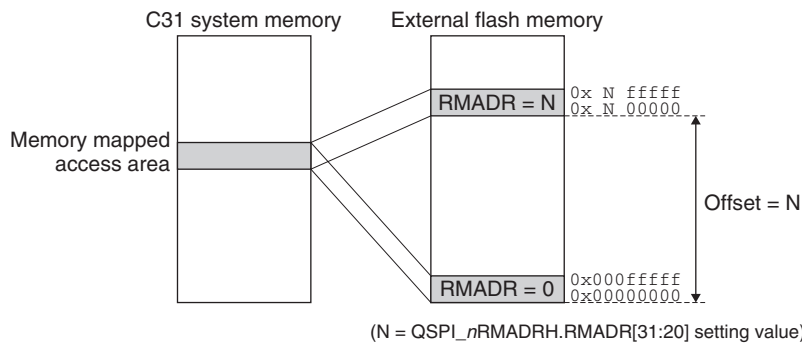 C31 system memory
External flash memory
RMADR = N
0x N fffff
0x N 00000
Memory mapped
access area
Offset = N
RMADR = 0
0x000fffff
0x00000000
(N = QSPI_nRMADRH.RMADR[31:20] setting value)